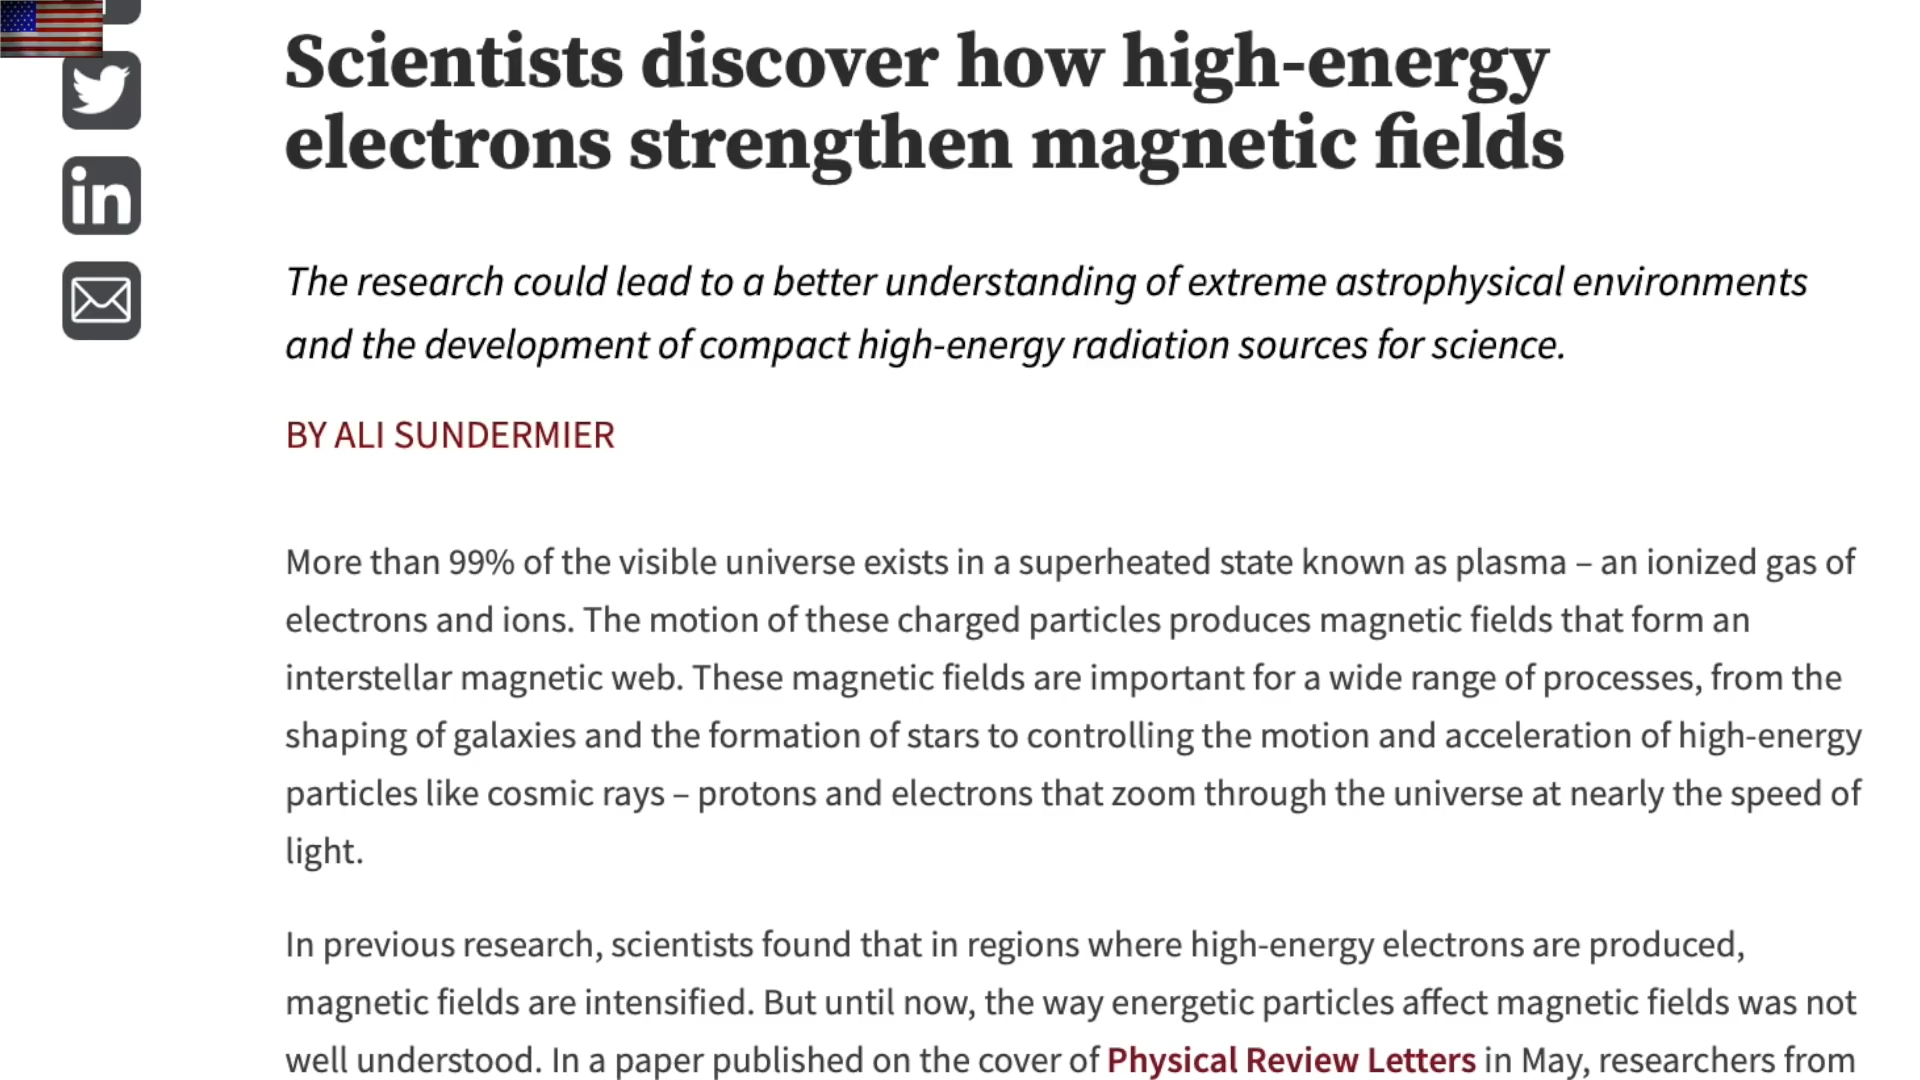 Scientists discover how high-energy
electrons strengthen magnetic fields
in
The research could lead to a better understanding of extreme astrophysical environments
and the development of compact high-energy radiation sources for science.
BY ALI SUNDERMIER
More than 99% of the visible universe exists in a superheated state known as plasma – an ionized gas of
electrons and ions. The motion of these charged particles produces magnetic fields that form an
interstellar magnetic web. These magnetic fields are important for a wide range of processes, from the
shaping of galaxies and the formation of stars to controlling the motion and acceleration of high-energy
particles like cosmic rays – protons and electrons that zoom through the universe at nearly the speed of
light.
In previous research, scientists found that in regions where high-energy electrons are produced,
magnetic fields are intensified. But until now, the way energetic particles affect magnetic fields was not
well understood. In a paper published on the cover of Physical Review Letters in May, researchers from